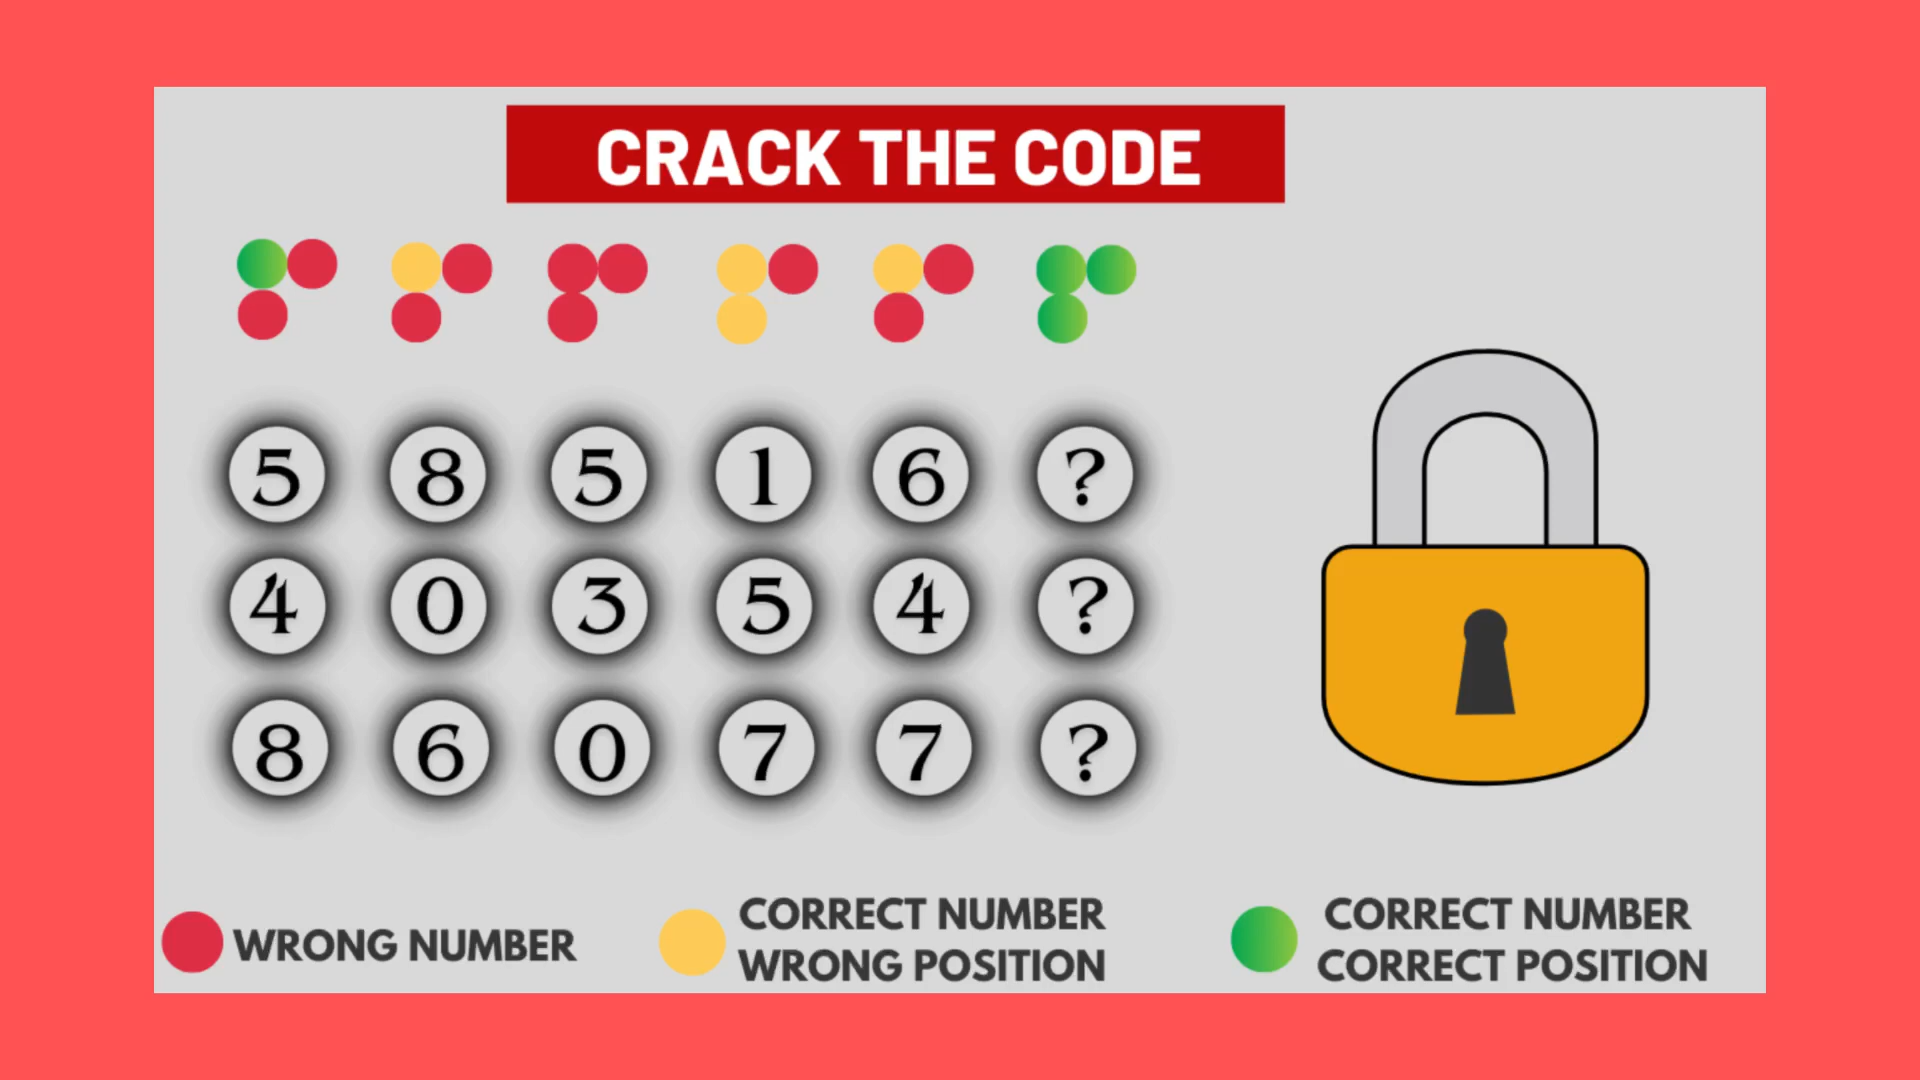 CRACK THE CODE
5 8 5 1 6 ?
4 0 3 5 4 ?
8 6 0 7 7 ?
WRONG NUMBER
CORRECT NUMBER
WRONG POSITION
CORRECT NUMBER
CORRECT POSITION